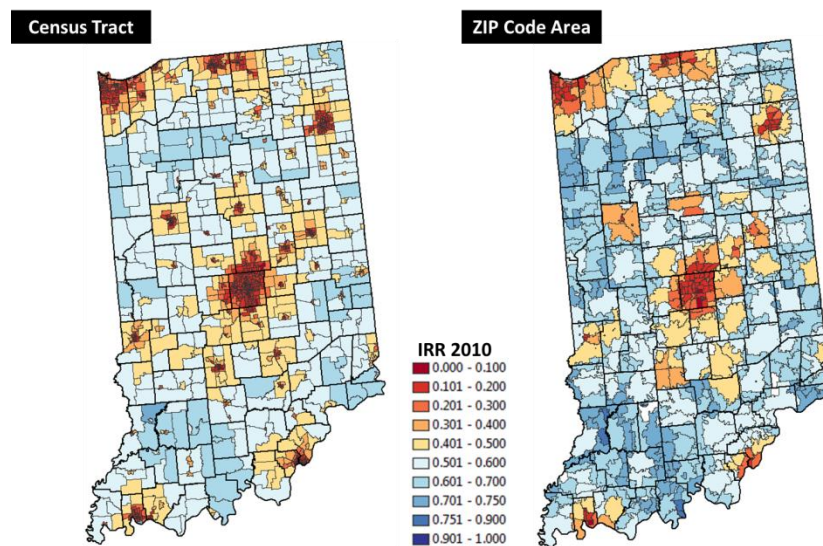 Census Tract
ZIP Code Area
IRR 2010
0.000 - 0.100
0.101 - 0.200
0.201 - 0.300
0.301 - 0.400
0.401 - 0.500
0.501 - 0.600
0.601 - 0.700
0.701 - 0.750
0.751 - 0.900
0.901 - 1.000